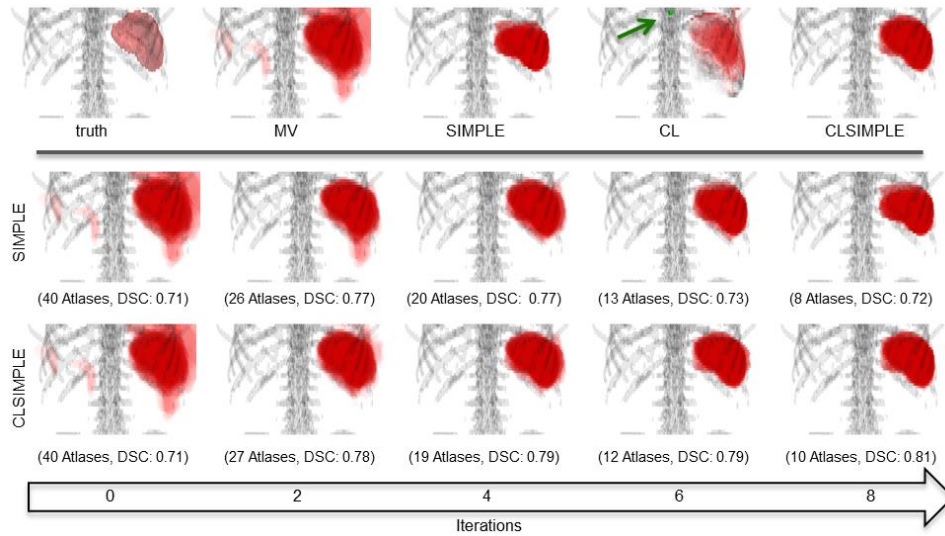 truth MV SIMPLE CL CLSIMPLE
SIMPLE
(40 Atlases, DSC: 0.71) (26 Atlases, DSC: 0.77) (20 Atlases, DSC: 0.77) (13 Atlases, DSC: 0.73) (8 Atlases, DSC: 0.72)
CLSIMPLE
(40 Atlases, DSC: 0.71) (27 Atlases, DSC: 0.78) (19 Atlases, DSC: 0.79) (12 Atlases, DSC: 0.79) (10 Atlases, DSC: 0.81)
0 2 4 6 8
Iterations